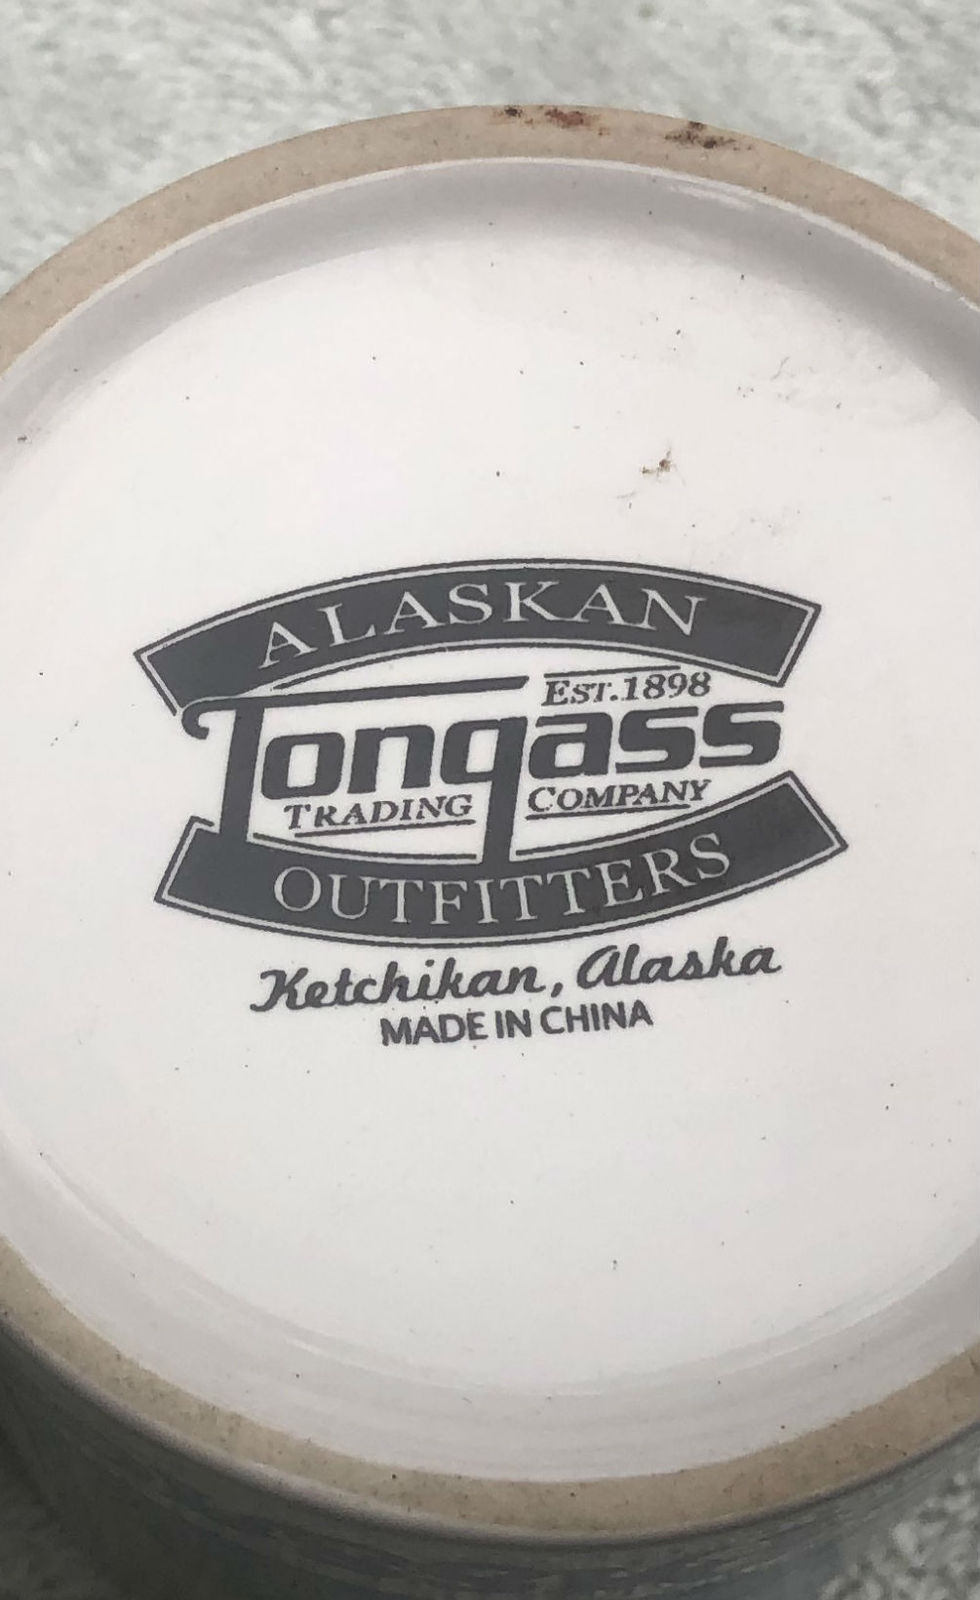 ALASKAN
EST.1898
Tongass
TRADING COMPANY
OUTFITTERS
Ketchikan, Alaska
MADE IN CHINA